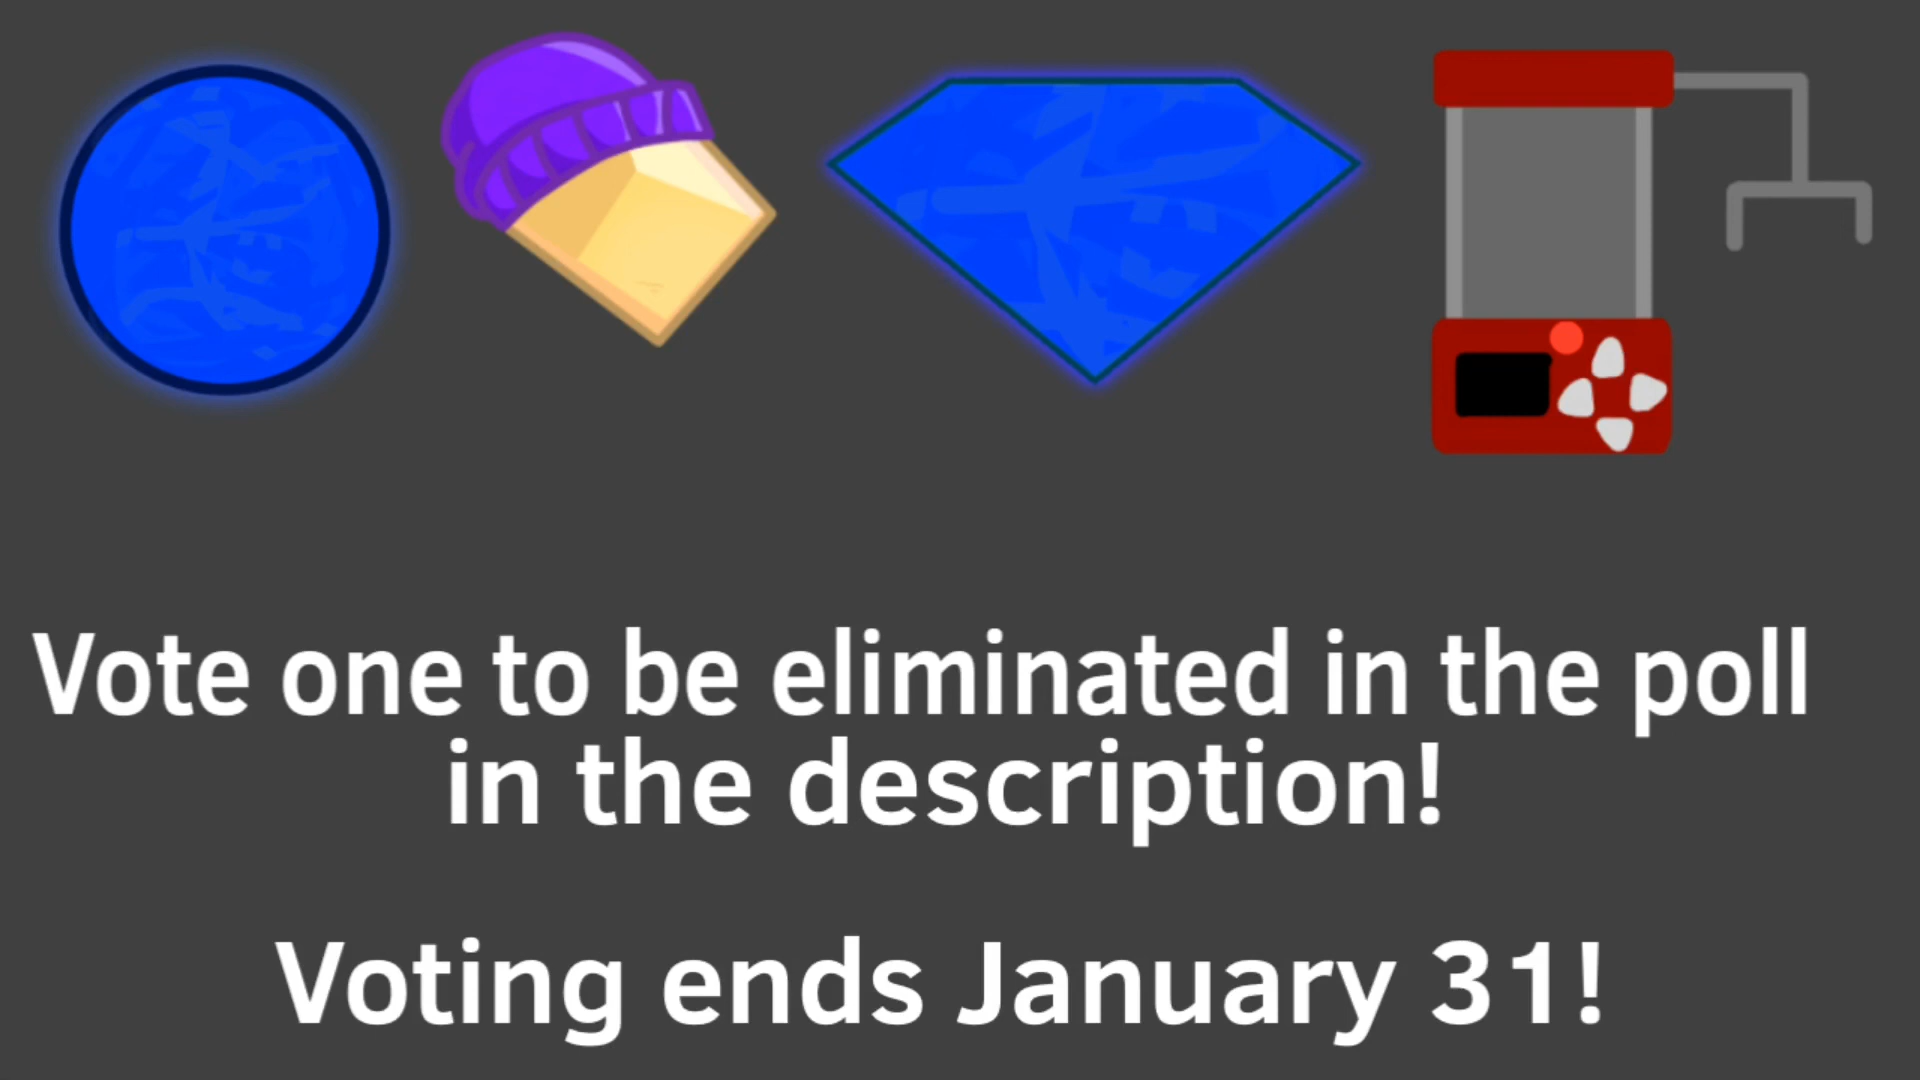 Vote one to be eliminated in the poll
in the description!
Voting ends January 31!